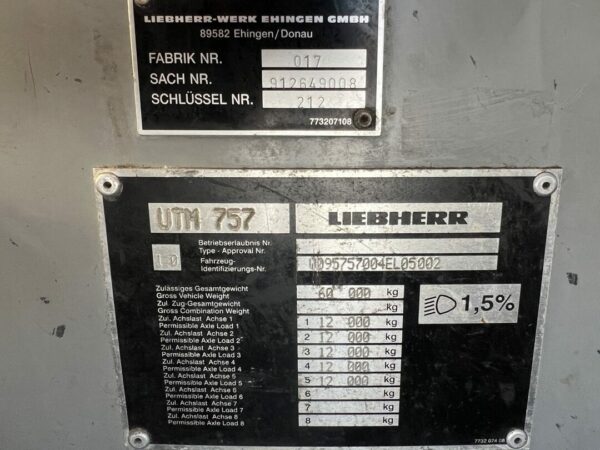 LIEBHERR-WERK EHINGEN GMBH
89582 Ehingen/Donau
FABRIK NR. 017
SACH NR. 912649008
SCHLÜSSEL NR. 212
773207108
UTM 757 LIEBHERR
Betriebserlaubnis Nr.
Type - Approval Nr.
10 Fahrzeug-
Identifizierungs-Nr. W095757004EL05002
Zulässiges Gesamtgewicht
Gross Vehicle Weight 60 000 kg
Zul. Zug-Gesamtgewicht
Gross Combination Weight kg
1,5%
Zul. Achslast Achse 1
Permissible Axle Load 1 1 12 000 kg
Zul. Achslast Achse 2
Permissible Axle Load 2 2 12 000 kg
Zul. Achslast Achse 3
Permissible Axle Load 3 3 12 000 kg
Zul. Achslast Achse 4
Permissible Axle Load 4 4 12 000 kg
Zul. Achslast Achse 5
Permissible Axle Load 5 5 12 000 kg
Zul. Achslast Achse 6
Permissible Axle Load 6 6 kg
Zul. Achslast Achse 7
Permissible Axle Load 7 7 kg
Zul. Achslast Achse 8
Permissible Axle Load 8 8 kg
7732 074 08